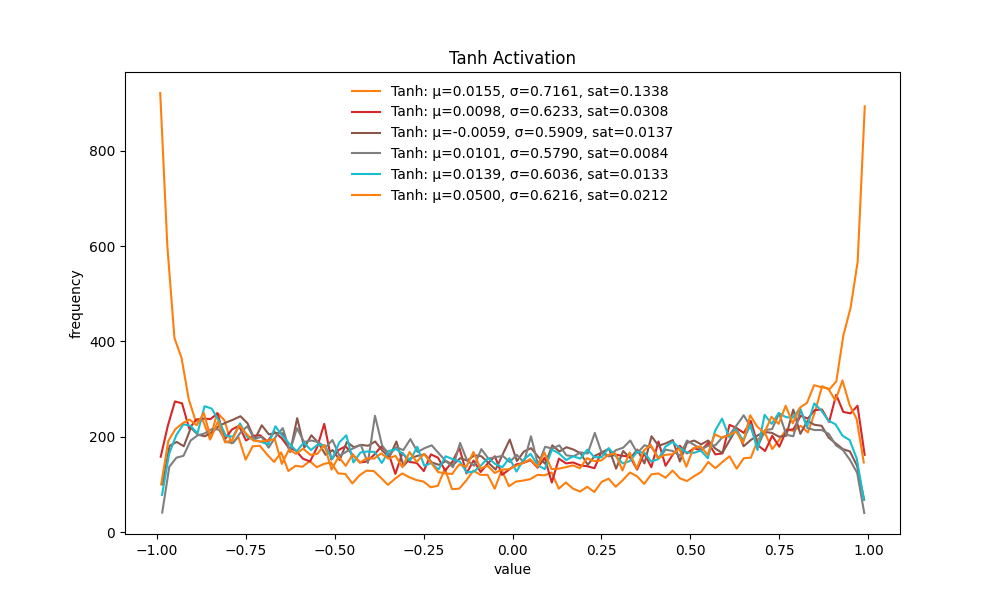 Tanh Activation
Tanh: μ=0.0155, σ=0.7161, sat=0.1338
Tanh: μ=0.0098, σ=0.6233, sat=0.0308
Tanh: μ=-0.0059, σ=0.5909, sat=0.0137
Tanh: μ=0.0101, σ=0.5790, sat=0.0084
Tanh: μ=0.0139, σ=0.6036, sat=0.0133
Tanh: μ=0.0500, σ=0.6216, sat=0.0212
frequency
800
600
400
200
0
−1.00 −0.75 −0.50 −0.25 0.00 0.25 0.50 0.75 1.00
value